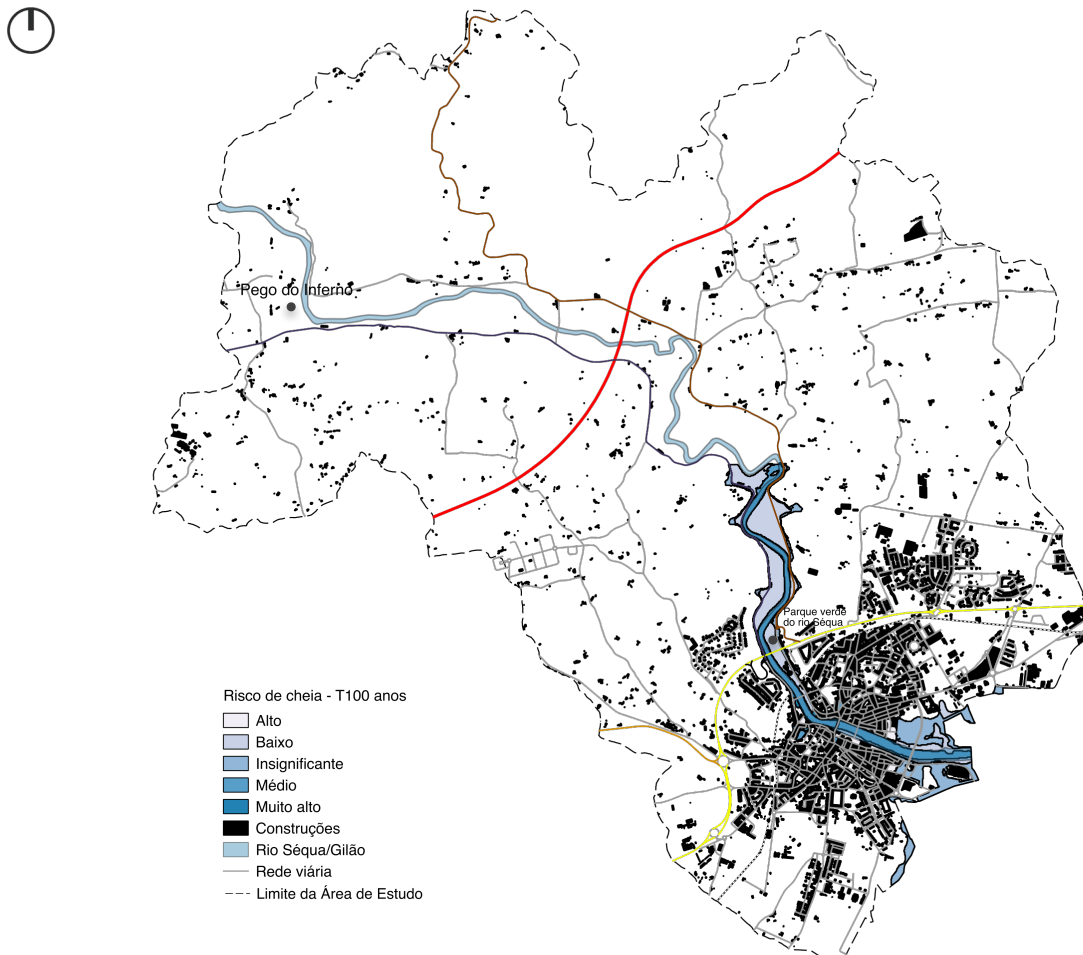 Pego do Inferno
Parque verde
do rio Séqua
Risco de cheia - T100 anos
Alto
Baixo
Insignificante
Médio
Muito alto
Construções
Rio Séqua/Gilão
Rede viária
Limite da Área de Estudo